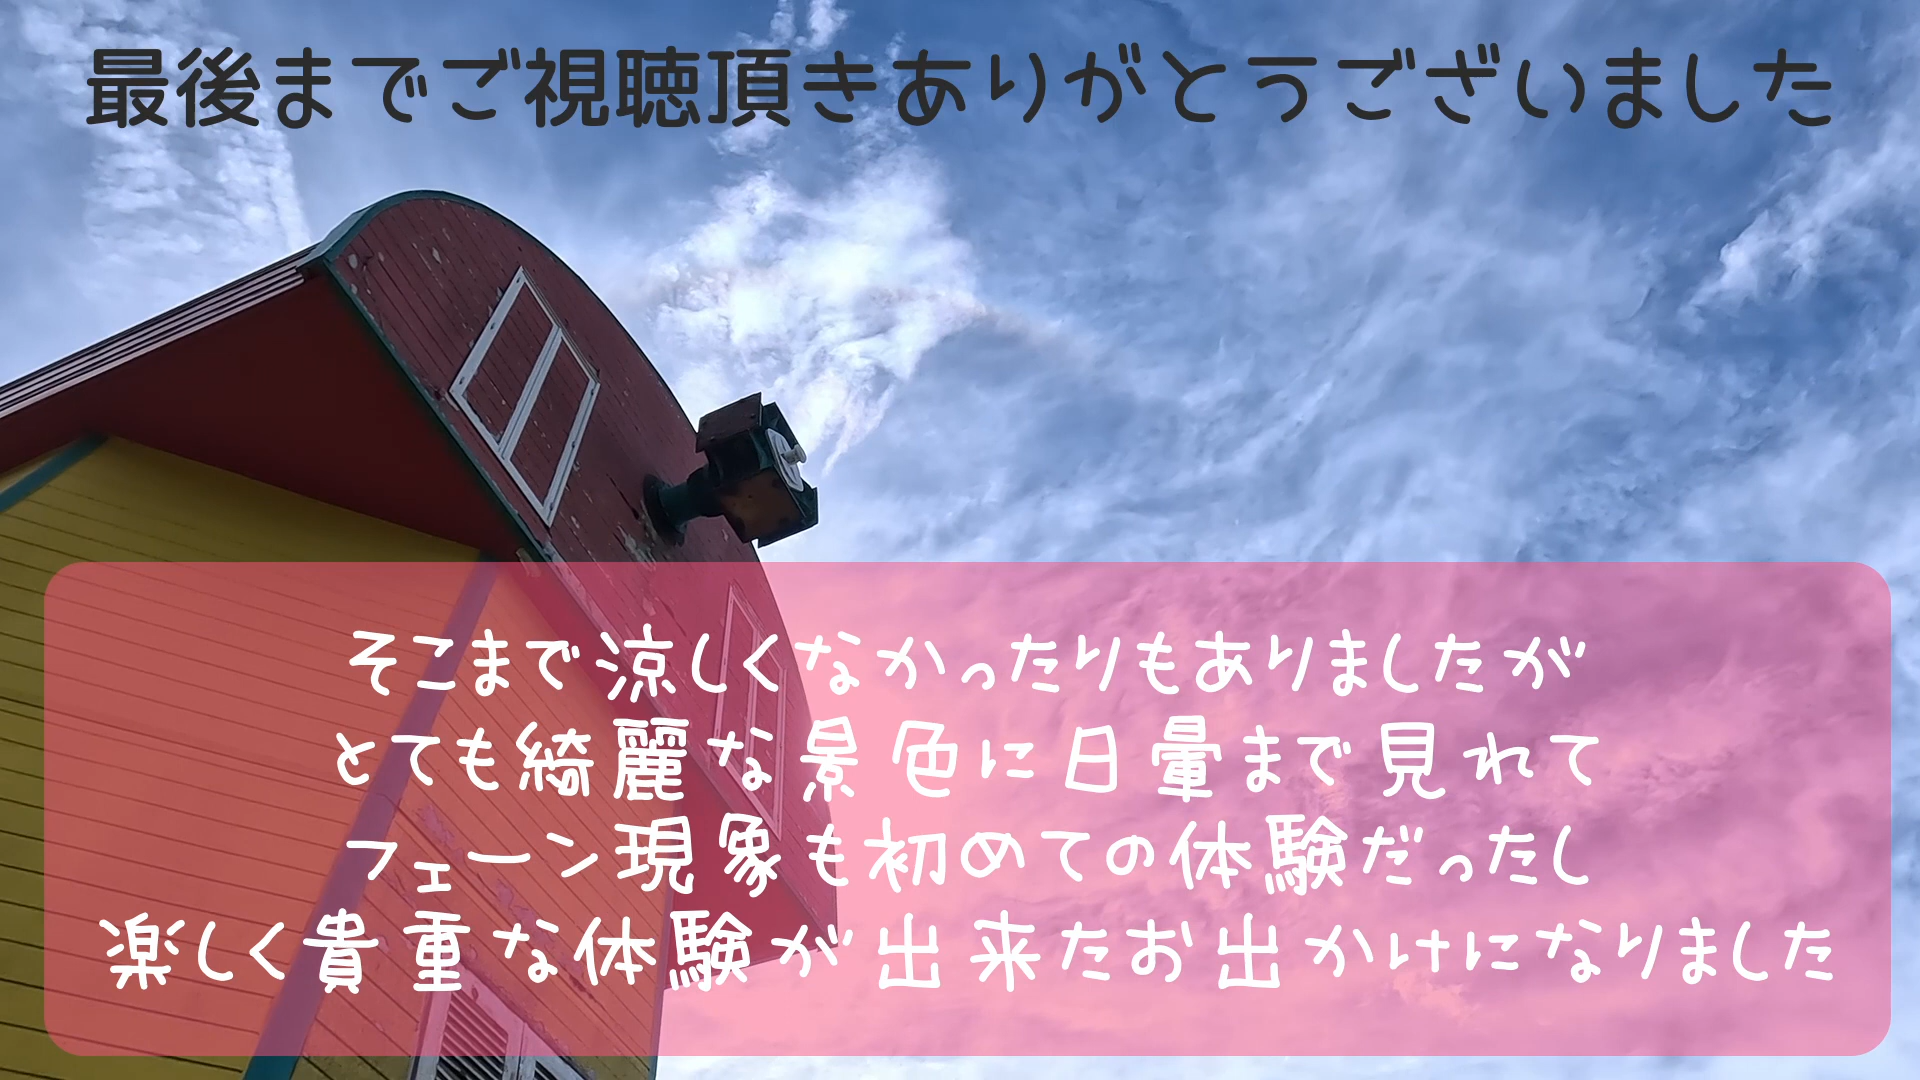 最後までご視聴頂きありがとうございました
そこまで涼しくなかったりもありましたが
とても綺麗な景色に日暈まで見れて
フェーン現象も初めての体験だったし
楽しく貴重な体験が出来たお出かけになりました